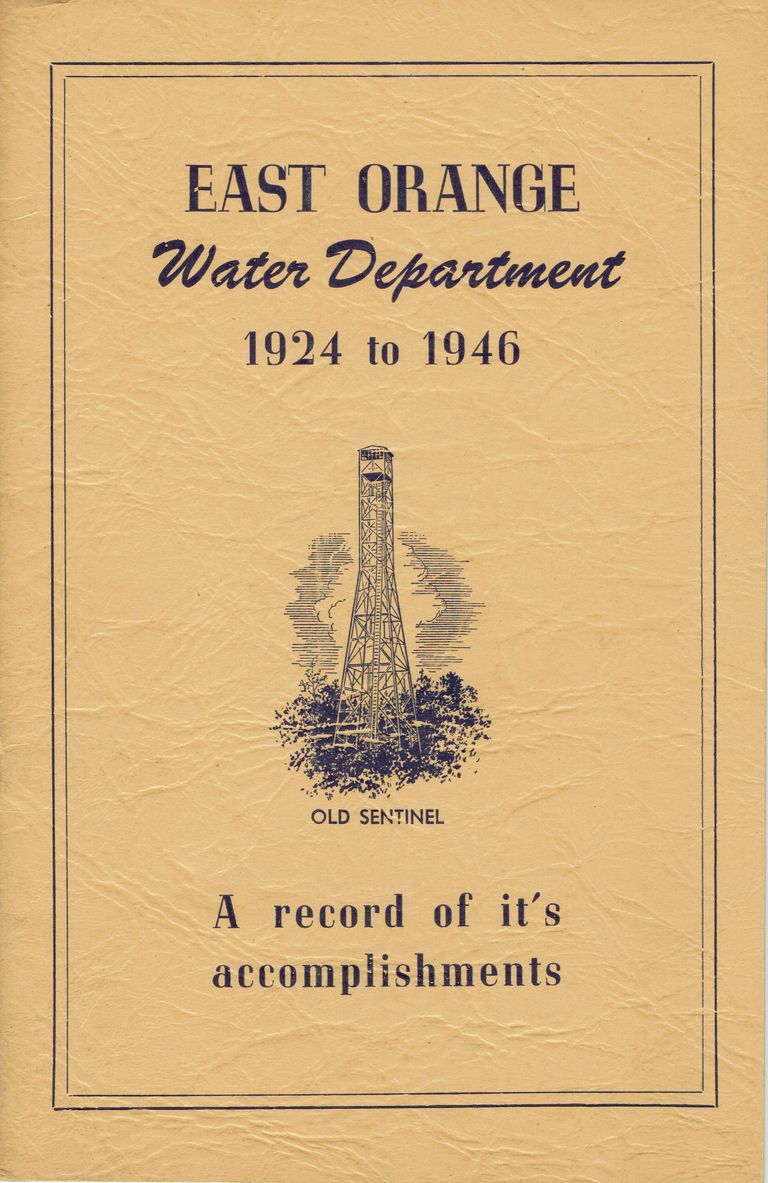 EAST ORANGE
Water Department
1924 to 1946
OLD SENTINEL
A record of it's
accomplishments